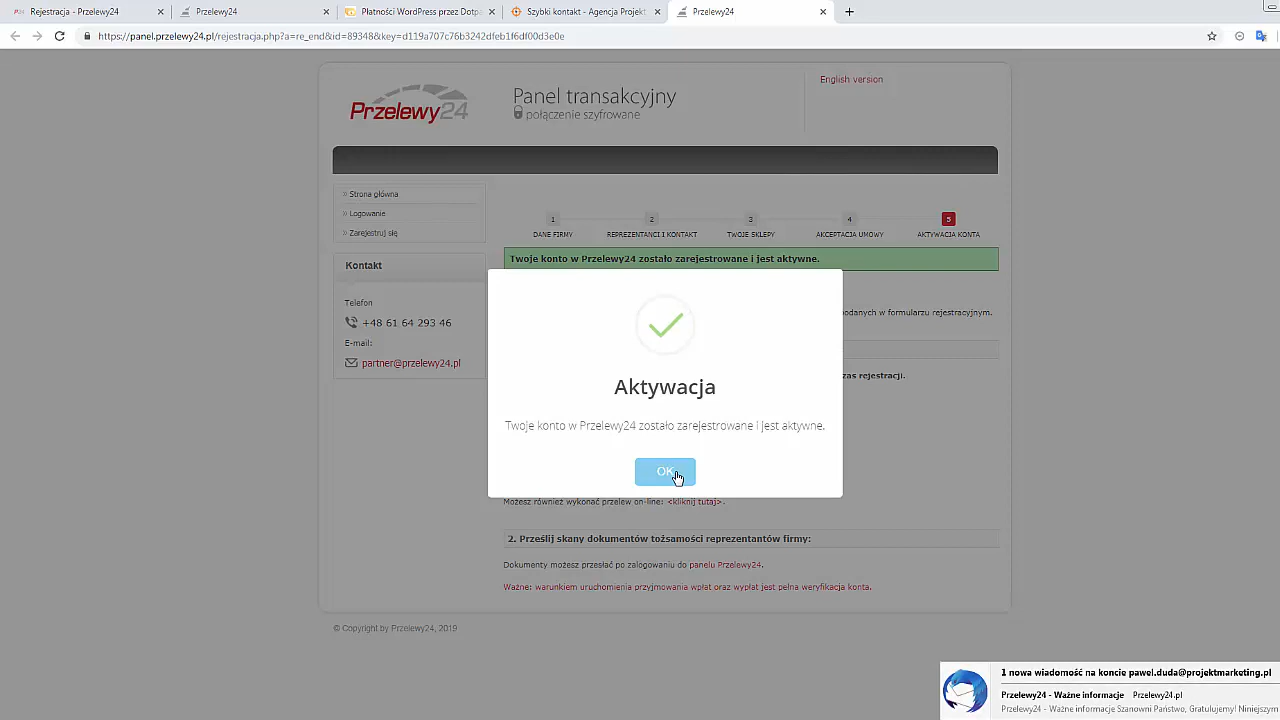 Rejestracja - Przelewy24
Przelewy24
Płatności WordPress przez Dotpa
Szybki kontakt - Agencja Projekt
Przelewy24
https://panel.przelewy24.pl/rejestracja.php?a=re_end&id=89348&key=d119a707c76b3242dfeb1f6df00d3e0e
Przelewy24
Panel transakcyjny
połączenie szyfrowane
English version
» Strona główna
» Logowanie
» Zarejestruj się
Kontakt
Telefon
+48 61 64 293 46
E-mail:
partner@przelewy24.pl
1 2 3 4 5
DANE FIRMY REPREZENTANCI I KONTAKT TWOJE SKLEPY AKCEPTACJA UMOWY AKTYWACJA KONTA
Twoje konto w Przelewy24 zostało zarejestrowane i jest aktywne.
podanych w formularzu rejestracyjnym.
zas rejestracji.
Aktywacja
Twoje konto w Przelewy24 zostało zarejestrowane i jest aktywne.
OK
Możesz również wykonać przelew on-line: <kliknij tutaj>.
2. Prześlij skany dokumentów tożsamości reprezentantów firmy:
Dokumenty możesz przesłać po zalogowaniu do panelu Przelewy24.
Ważne: warunkiem uruchomienia przyjmowania wpłat oraz wypłat jest pełna weryfikacja konta.
© Copyright by Przelewy24, 2019
1 nowa wiadomość na koncie pawel.duda@projektmarketing.pl
Przelewy24 - Ważne informacje Przelewy24.pl
Przelewy24 - Ważne informacje Szanowni Państwo, Gratulujemy! Niniejszym